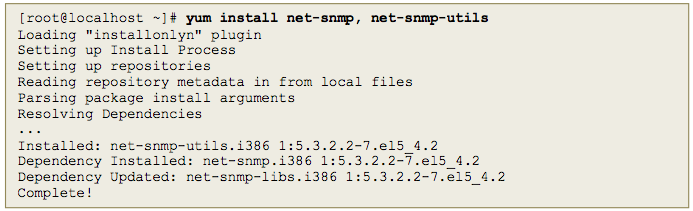 [root@localhost ~]# yum install net-snmp, net-snmp-utils
Loading "installonlyn" plugin
Setting up Install Process
Setting up repositories
Reading repository metadata in from local files
Parsing package install arguments
Resolving Dependencies
...
Installed: net-snmp-utils.i386 1:5.3.2.2-7.el5_4.2
Dependency Installed: net-snmp.i386 1:5.3.2.2-7.el5_4.2
Dependency Updated: net-snmp-libs.i386 1:5.3.2.2-7.el5_4.2
Complete!